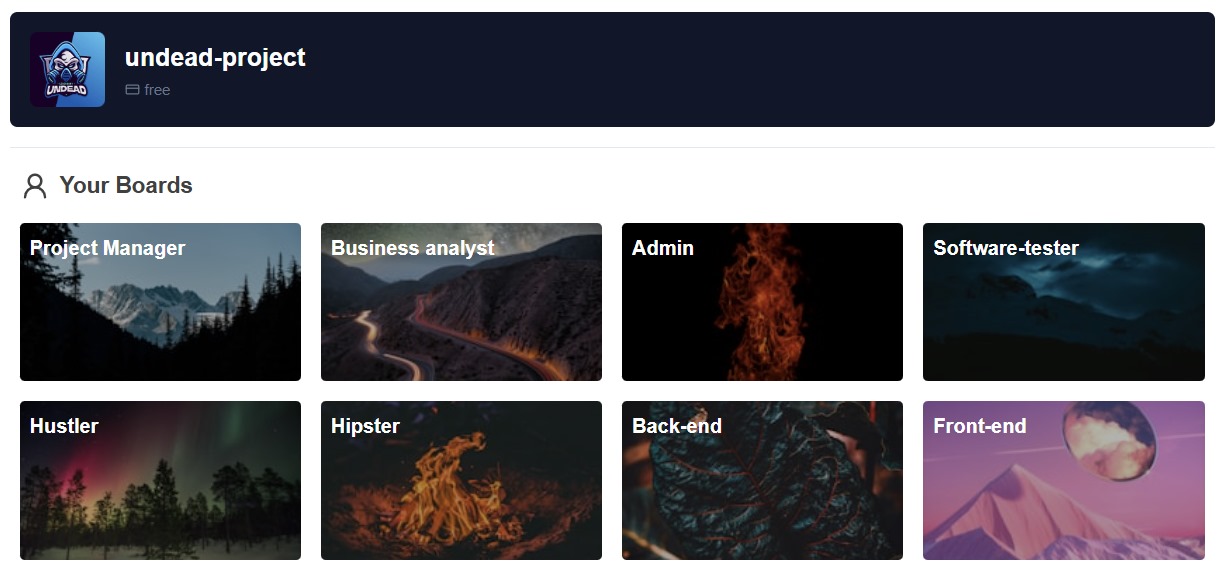 UNDEAD
undead-project
free
Your Boards
Project Manager
Business analyst
Admin
Software-tester
Hustler
Hipster
Back-end
Front-end